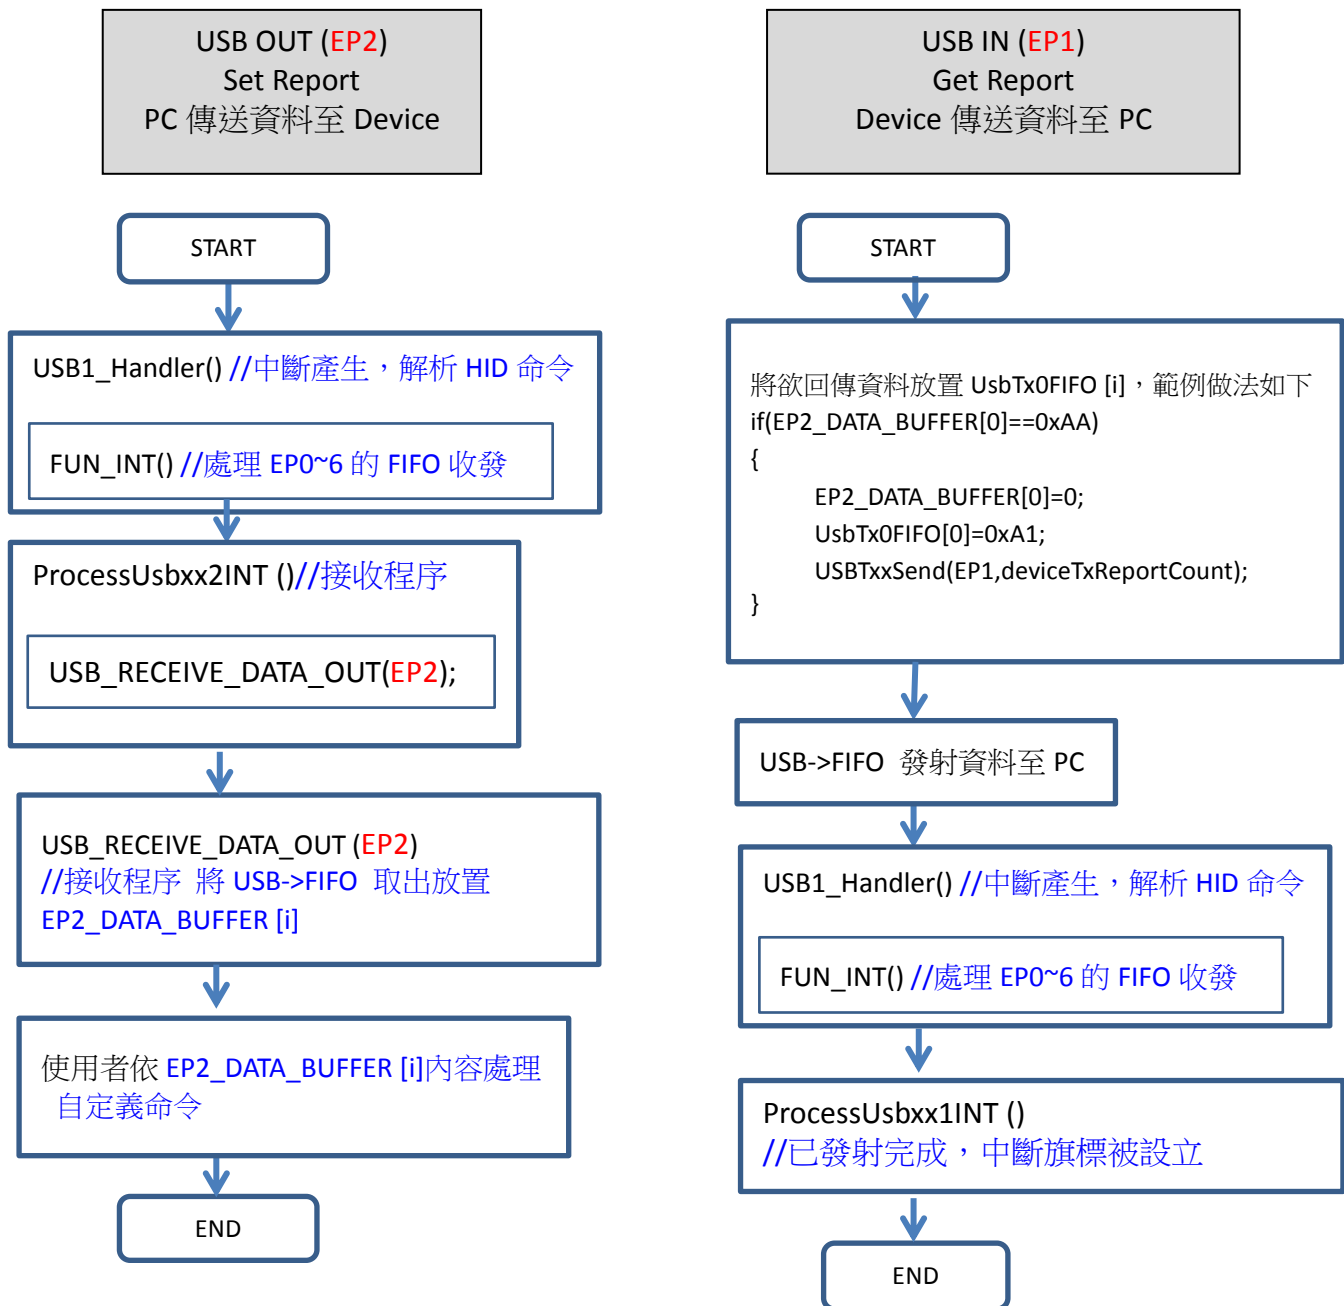 USB OUT (EP2)
Set Report
PC 傳送資料至 Device
START
USB1_Handler() //中斷產生，解析 HID 命令
FUN_INT() //處理 EP0~6 的 FIFO 收發
ProcessUsbxx2INT ()//接收程序
USB_RECEIVE_DATA_OUT(EP2);
USB_RECEIVE_DATA_OUT (EP2)
//接收程序 將 USB->FIFO 取出放置
EP2_DATA_BUFFER [i]
使用者依 EP2_DATA_BUFFER [i]內容處理
自定義命令
END
USB IN (EP1)
Get Report
Device 傳送資料至 PC
START
將欲回傳資料放置 UsbTx0FIFO [i]，範例做法如下
if(EP2_DATA_BUFFER[0]==0xAA)
{
EP2_DATA_BUFFER[0]=0;
UsbTx0FIFO[0]=0xA1;
USBTxxSend(EP1,deviceTxReportCount);
}
USB->FIFO 發射資料至 PC
USB1_Handler() //中斷產生，解析 HID 命令
FUN_INT() //處理 EP0~6 的 FIFO 收發
ProcessUsbxx1INT ()
//已發射完成，中斷旗標被設立
END